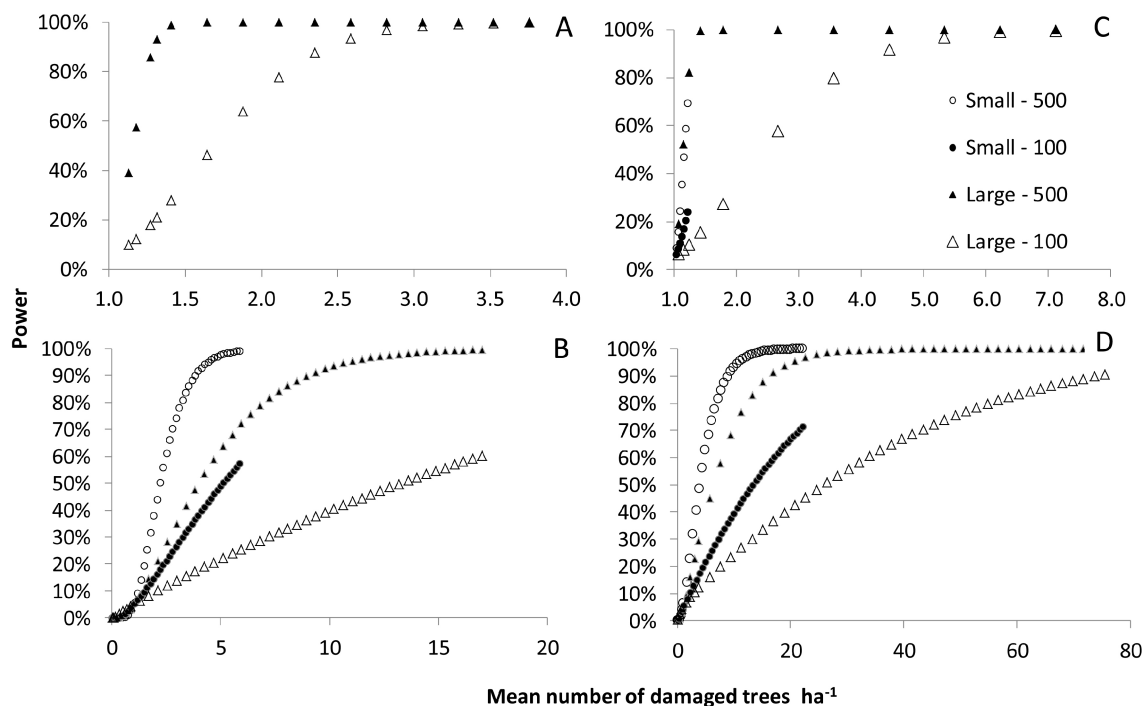 A
100%
80%
60%
40%
20%
0%
1.0 1.5 2.0 2.5 3.0 3.5 4.0
C
100%
80%
60%
40%
20%
0%
1.0 2.0 3.0 4.0 5.0 6.0 7.0 8.0
Small - 500
Small - 100
Large - 500
Large - 100
Power
B
100%
90%
80%
70%
60%
50%
40%
30%
20%
10%
0%
0 5 10 15 20
D
100%
90%
80%
70%
60%
50%
40%
30%
20%
10%
0%
0 20 40 60 80
Mean number of damaged trees ha⁻¹